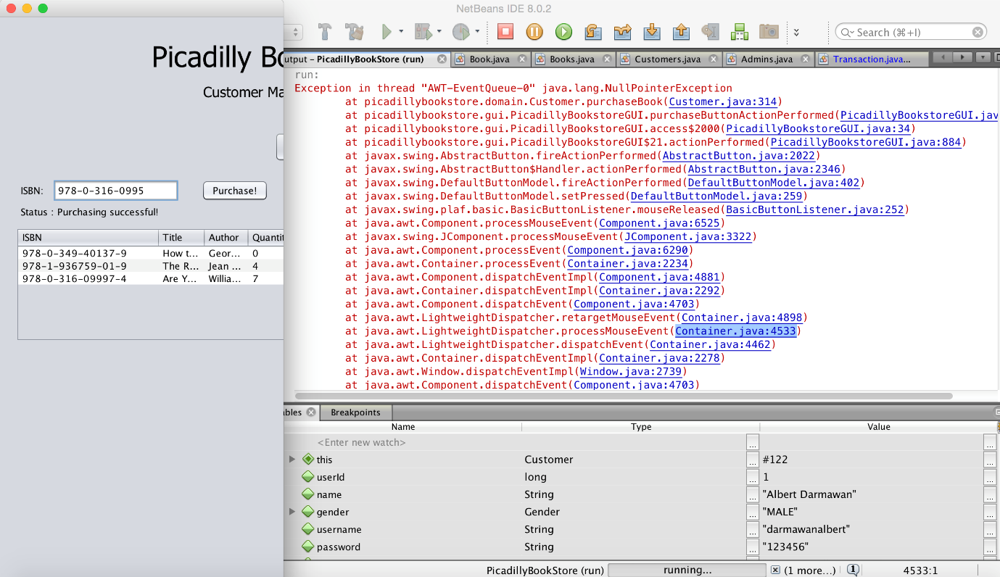 NetBeans IDE 8.0.2
Search (⌘+I)
utput – PicadillyBookStore (run)
Book.java
Books.java
Customers.java
Admins.java
Transaction.java...
Picadilly Bo
Customer Ma
ISBN:
978-0-316-0995
Purchase!
Status : Purchasing successful!
ISBN Title Author Quantit
978-0-349-40137-9 How t... Geor... 0
978-1-936759-01-9 The R... Jean ... 4
978-0-316-09997-4 Are Y... Willia... 7
run:
Exception in thread "AWT-EventQueue-0" java.lang.NullPointerException
at picadillybookstore.domain.Customer.purchaseBook(Customer.java:314)
at picadillybookstore.gui.PicadillyBookstoreGUI.purchaseButtonActionPerformed(PicadillyBookstoreGUI.jav
at picadillybookstore.gui.PicadillyBookstoreGUI.access$2000(PicadillyBookstoreGUI.java:34)
at picadillybookstore.gui.PicadillyBookstoreGUI$21.actionPerformed(PicadillyBookstoreGUI.java:884)
at javax.swing.AbstractButton.fireActionPerformed(AbstractButton.java:2022)
at javax.swing.AbstractButton$Handler.actionPerformed(AbstractButton.java:2346)
at javax.swing.DefaultButtonModel.fireActionPerformed(DefaultButtonModel.java:402)
at javax.swing.DefaultButtonModel.setPressed(DefaultButtonModel.java:259)
at javax.swing.plaf.basic.BasicButtonListener.mouseReleased(BasicButtonListener.java:252)
at java.awt.Component.processMouseEvent(Component.java:6525)
at javax.swing.JComponent.processMouseEvent(JComponent.java:3322)
at java.awt.Component.processEvent(Component.java:6290)
at java.awt.Container.processEvent(Container.java:2234)
at java.awt.Component.dispatchEventImpl(Component.java:4881)
at java.awt.Container.dispatchEventImpl(Container.java:2292)
at java.awt.Component.dispatchEvent(Component.java:4703)
at java.awt.LightweightDispatcher.retargetMouseEvent(Container.java:4898)
at java.awt.LightweightDispatcher.processMouseEvent(Container.java:4533)
at java.awt.LightweightDispatcher.dispatchEvent(Container.java:4462)
at java.awt.Container.dispatchEventImpl(Container.java:2278)
at java.awt.Window.dispatchEventImpl(Window.java:2739)
at java.awt.Component.dispatchEvent(Component.java:4703)
bles
Breakpoints
Name Type Value
<Enter new watch> ... ...
this Customer ... #122 ...
userId long ... 1 ...
name String ... "Albert Darmawan" ...
gender Gender ... "MALE" ...
username String ... "darmawanalbert" ...
password String ... "123456" ...
PicadillyBookStore (run) running... (1 more...) 1 4533:1